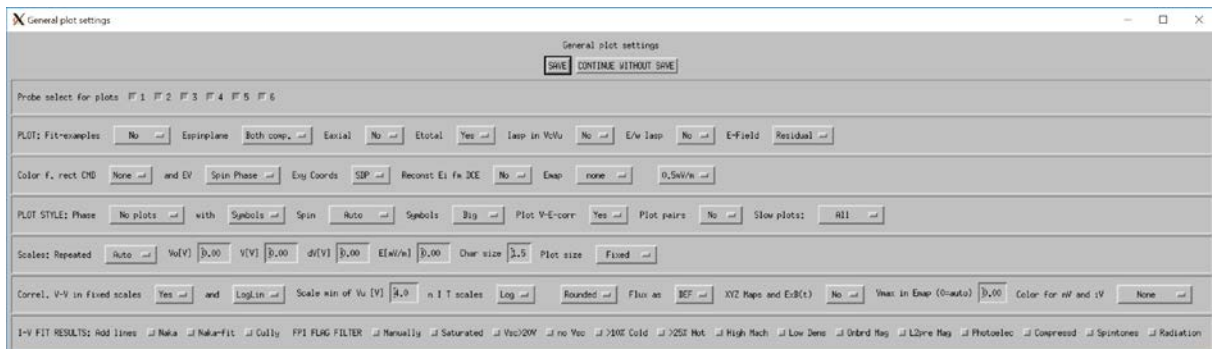 General plot settings
General plot settings
SAVE CONTINUE WITHOUT SAVE
Probe select for plots 1 2 3 4 5 6
PLOT: Fit-examples No Espinplane Both comp. Eaxial No Etotal Yes Iasp in VcVu No E/w Iasp No E-Field Residual
Color f. rect CMD None and EV Spin Phase Exy Coords SDP Reconst Ei fm DCE No Emap none 0.5mV/m
PLOT STYLE: Phase No plots with Symbols Spin Auto Symbols Big Plot V-E-corr Yes Plot pairs No Slow plots: All
Scales: Repeated Auto Vu[V] 0.00 V[V] 0.00 dV[V] 0.00 E[mV/m] 0.00 Char size 1.5 Plot size Fixed
Correl. V-V in fixed scales Yes and LogLin Scale min of Vu [V] 4.0 n I T scales Log Rounded Flux as DEF XYZ Maps and ExB(t) No Vmax in Emap (0=auto) 0.00 Color for nV and iV None
I-V FIT RESULTS: Add lines Naka Naka-fit Cully FPI FLAG FILTER Manually Saturated Vsc>20V no Vsc >10% Cold >25% Hot High Mach Low Dens Onbrd Mag L2pre Mag Photoelec Compressd Spintones Radiation